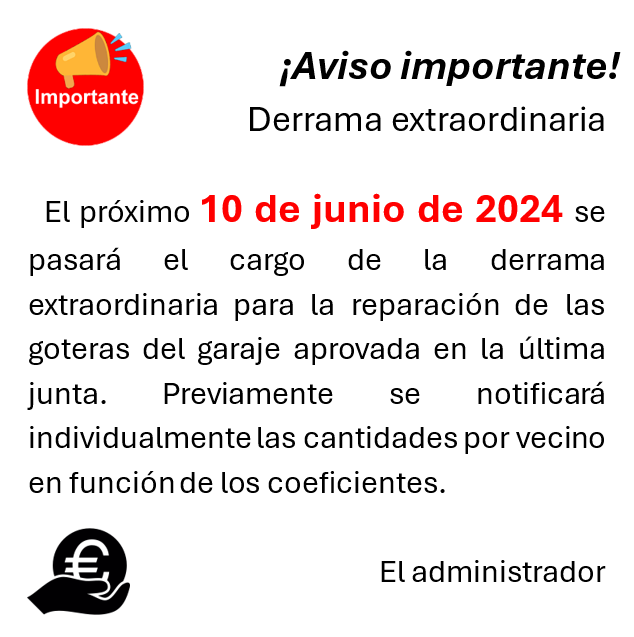 Importante
¡Aviso importante!
Derrama extraordinaria
El próximo 10 de junio de 2024 se
pasará el cargo de la derrama
extraordinaria para la reparación de las
goteras del garaje aprovada en la última
junta. Previamente se notificará
individualmente las cantidades por vecino
en función de los coeficientes.
€
El administrador